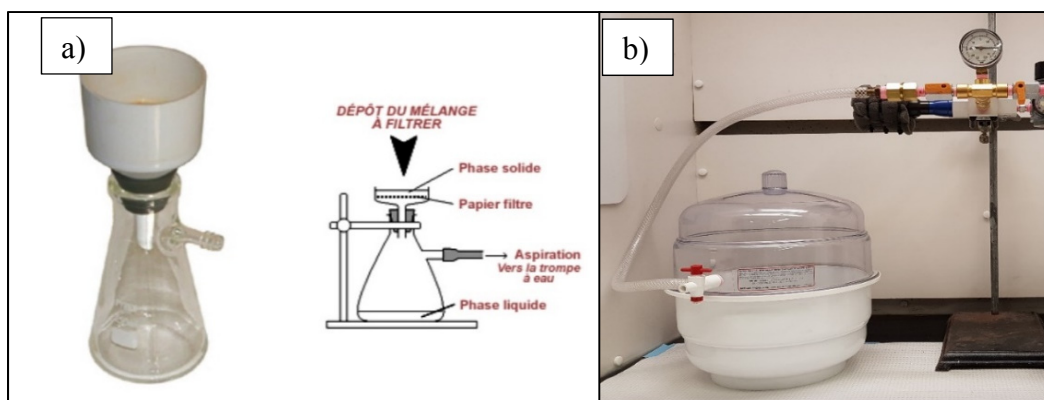 a)
DÉPÔT DU MÉLANGE
À FILTRER
Phase solide
Papier filtre
Aspiration
Vers la trompe
à eau
Phase liquide
b)